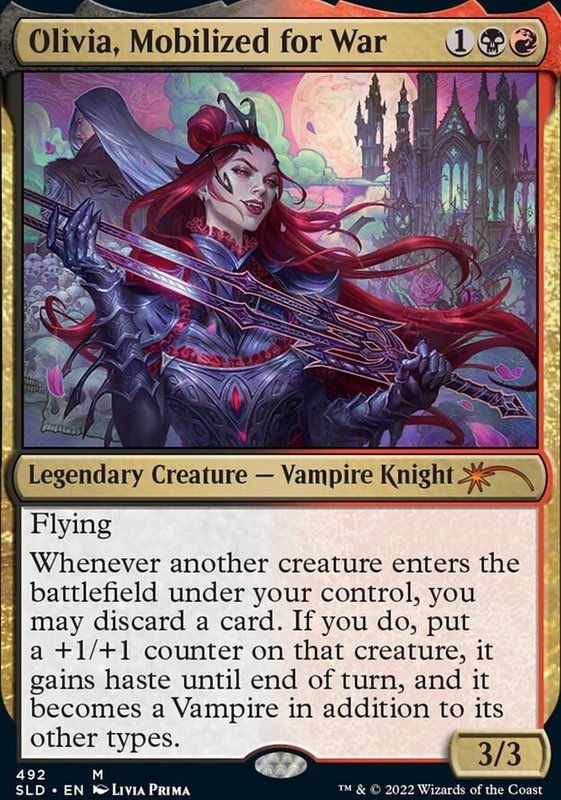 Olivia, Mobilized for War 1
Legendary Creature — Vampire Knight
Flying
Whenever another creature enters the
battlefield under your control, you
may discard a card. If you do, put
a +1/+1 counter on that creature, it
gains haste until end of turn, and it
becomes a Vampire in addition to its
other types.
3/3
492 M
SLD • EN LIVIA PRIMA
™ & © 2022 Wizards of the Coast